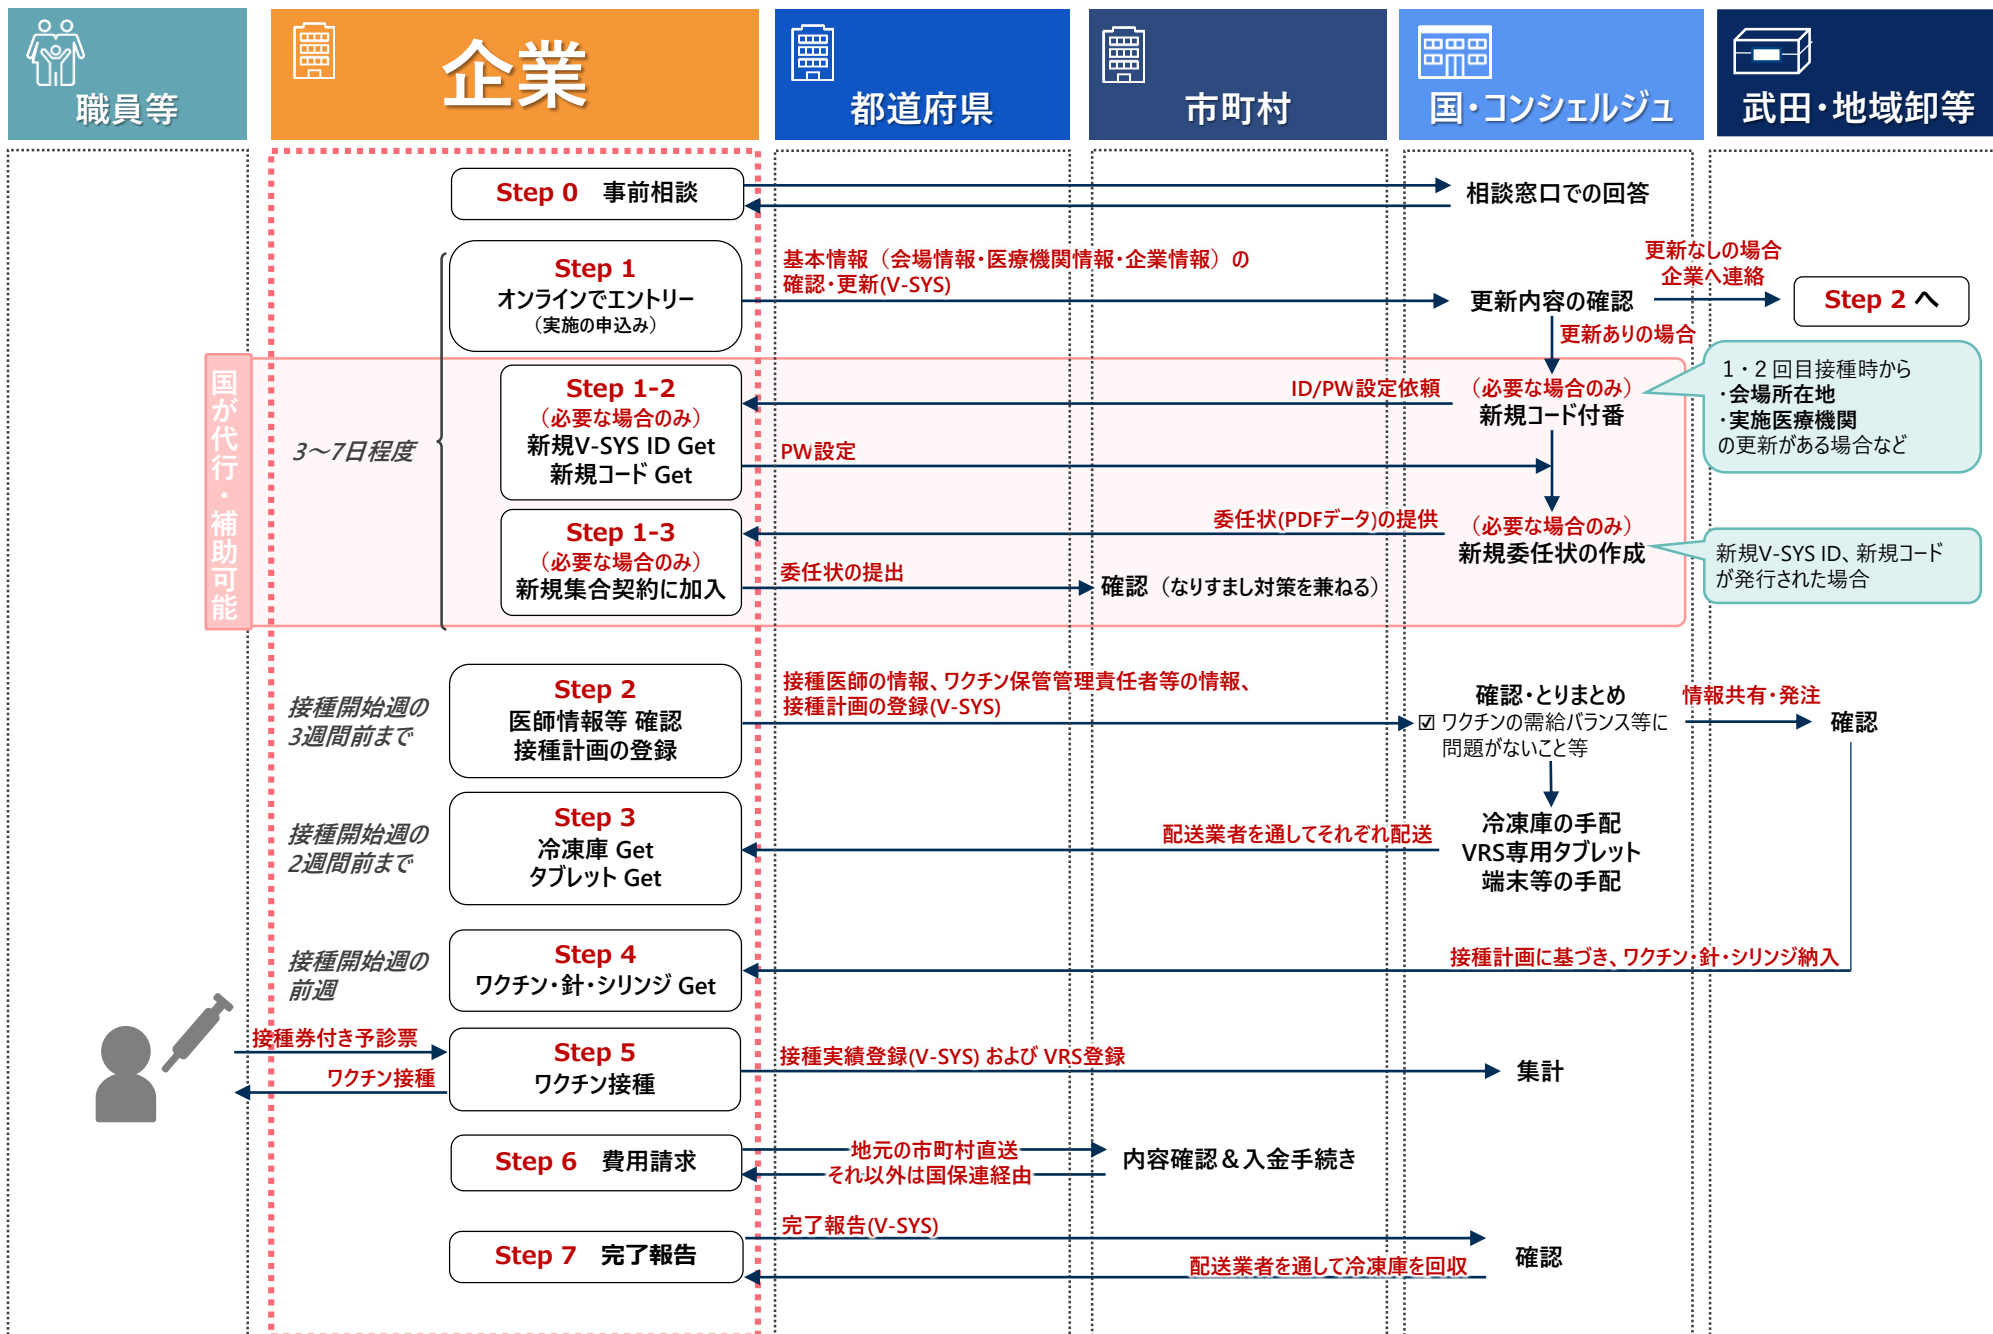 職員等
企業
都道府県
市町村
国・コンシェルジュ
武田・地域卸等
Step 0 事前相談
相談窓口での回答
Step 1
オンラインでエントリー
（実施の申込み）
基本情報（会場情報・医療機関情報・企業情報）の
確認・更新(V-SYS)
更新内容の確認
更新なしの場合
企業へ連絡
Step 2 へ
更新ありの場合
国が代行・補助可能
3～7日程度
Step 1-2
（必要な場合のみ）
新規V-SYS ID Get
新規コード Get
ID/PW設定依頼
（必要な場合のみ）
新規コード付番
1・2回目接種時から
・会場所在地
・実施医療機関
の更新がある場合など
PW設定
Step 1-3
（必要な場合のみ）
新規集合契約に加入
委任状(PDFデータ)の提供
（必要な場合のみ）
新規委任状の作成
新規V-SYS ID、新規コード
が発行された場合
委任状の提出
確認（なりすまし対策を兼ねる）
接種開始週の
3週間前まで
Step 2
医師情報等 確認
接種計画の登録
接種医師の情報、ワクチン保管管理責任者等の情報、
接種計画の登録(V-SYS)
確認・とりまとめ
☑ ワクチンの需給バランス等に
問題がないこと等
情報共有・発注
確認
接種開始週の
2週間前まで
Step 3
冷凍庫 Get
タブレット Get
配送業者を通してそれぞれ配送
冷凍庫の手配
VRS専用タブレット
端末等の手配
接種開始週の
前週
Step 4
ワクチン・針・シリンジ Get
接種計画に基づき、ワクチン・針・シリンジ納入
接種券付き予診票
ワクチン接種
Step 5
ワクチン接種
接種実績登録(V-SYS) および VRS登録
集計
Step 6 費用請求
地元の市町村直送
それ以外は国保連経由
内容確認＆入金手続き
Step 7 完了報告
完了報告(V-SYS)
配送業者を通して冷凍庫を回収
確認